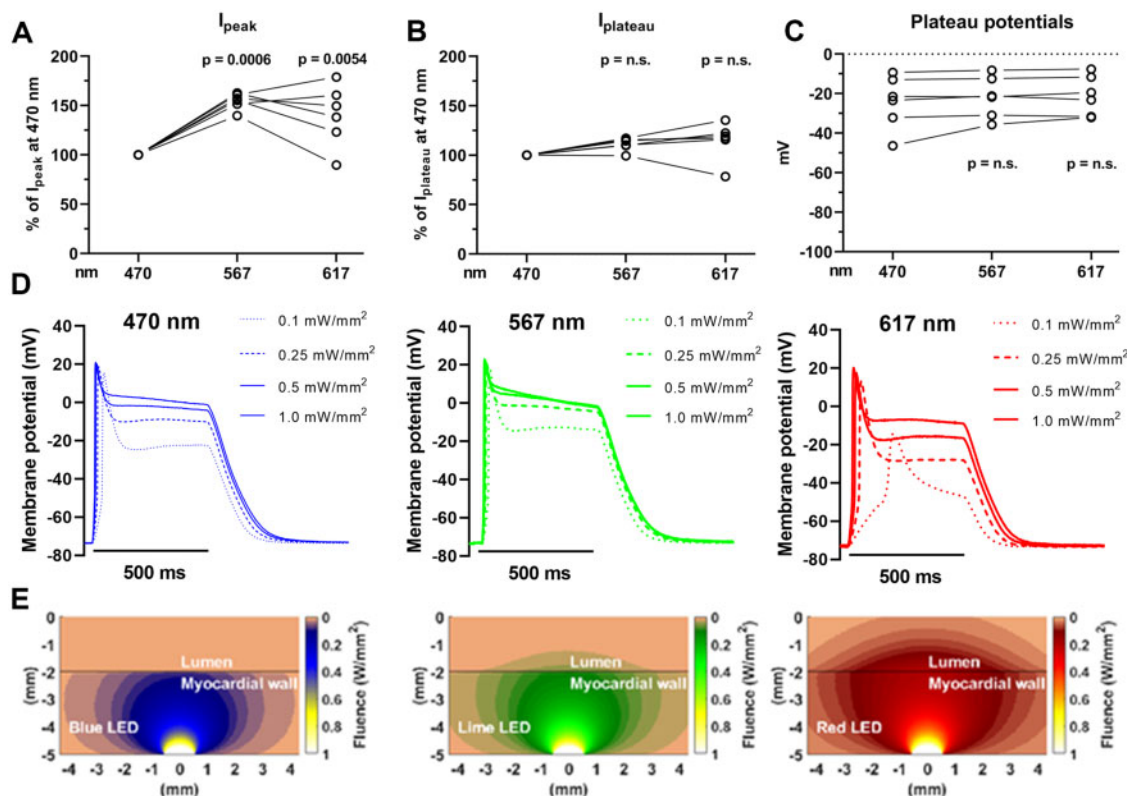 A
I_peak
p = 0.0006
p = 0.0054
% of I_peak at 470 nm
200
150
100
50
0
nm
470
567
617
B
I_plateau
p = n.s.
p = n.s.
% of I_plateau at 470 nm
200
150
100
50
0
nm
470
567
617
C
Plateau potentials
mV
0
-20
-40
-60
-80
-100
p = n.s.
p = n.s.
nm
470
567
617
D
470 nm
Membrane potential (mV)
40
20
0
-20
-40
-60
-80
0.1 mW/mm²
0.25 mW/mm²
0.5 mW/mm²
1.0 mW/mm²
500 ms
567 nm
Membrane potential (mV)
40
20
0
-20
-40
-60
-80
0.1 mW/mm²
0.25 mW/mm²
0.5 mW/mm²
1.0 mW/mm²
500 ms
617 nm
Membrane potential (mV)
40
20
0
-20
-40
-60
-80
0.1 mW/mm²
0.25 mW/mm²
0.5 mW/mm²
1.0 mW/mm²
500 ms
E
(mm)
0
-1
-2
-3
-4
-5
Lumen
Myocardial wall
Blue LED
-4 -3 -2 -1 0 1 2 3 4
(mm)
0
0.2
0.4
0.6
0.8
1
Fluence (W/mm²)
(mm)
0
-1
-2
-3
-4
-5
Lumen
Myocardial wall
Lime LED
-4 -3 -2 -1 0 1 2 3 4
(mm)
0
0.2
0.4
0.6
0.8
1
Fluence (W/mm²)
(mm)
0
-1
-2
-3
-4
-5
Lumen
Myocardial wall
Red LED
-4 -3 -2 -1 0 1 2 3 4
(mm)
0
0.2
0.4
0.6
0.8
1
Fluence (W/mm²)